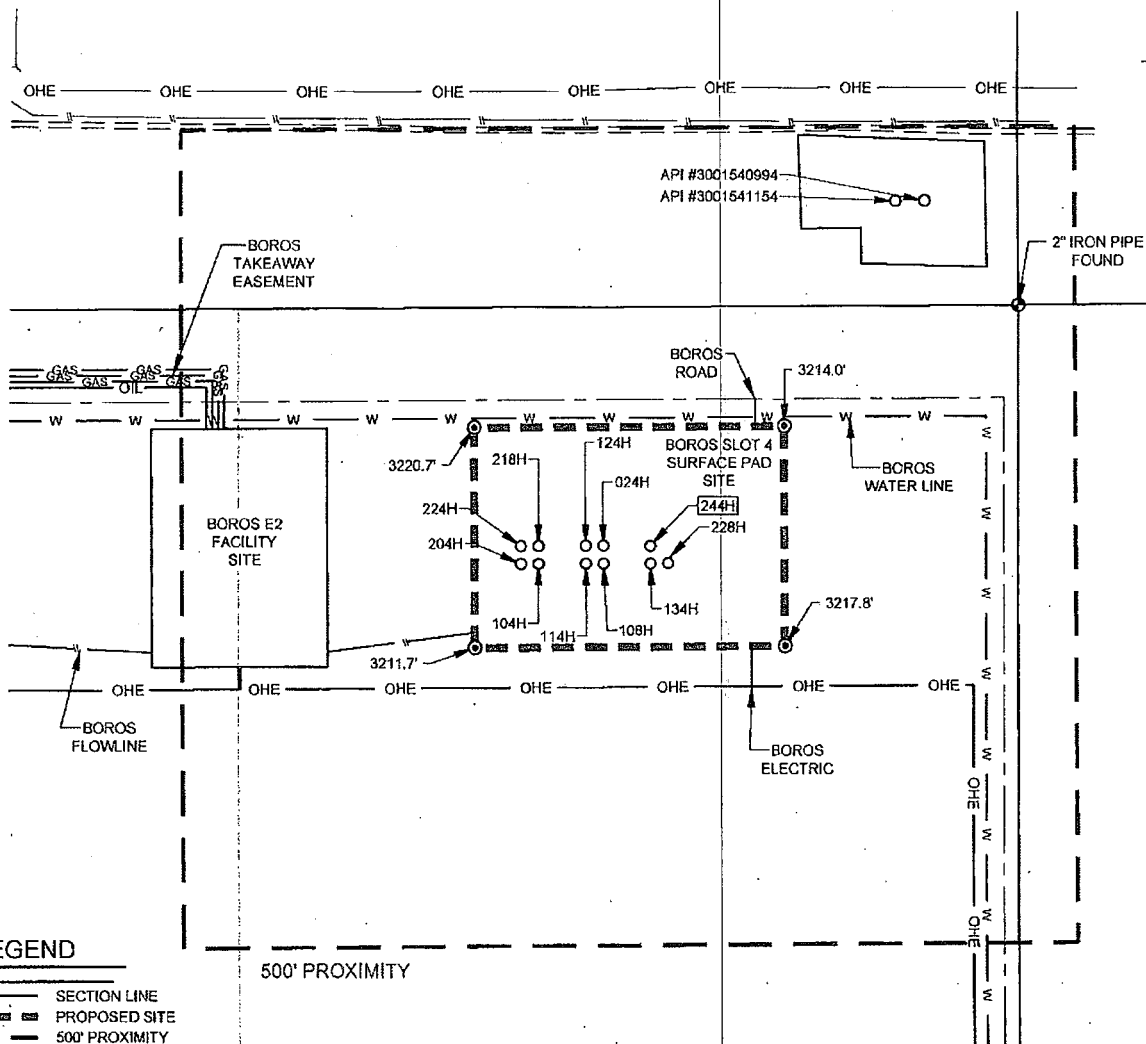 OHE OHE OHE OHE OHE OHE OHE OHE
API #3001540994
API #3001541154
2" IRON PIPE
FOUND
BOROS
TAKEAWAY
EASEMENT
GAS GAS
GAS GAS
GAS GAS
GAS
OIL
BOROS
ROAD
3214.0'
W W W W W W W W W W
BOROS
WATER LINE
3220.7'
218H
124H
024H
BOROS SLOT 4
SURFACE PAD
SITE
224H
244H
228H
204H
BOROS E2
FACILITY
SITE
104H
114H
108H
134H
3217.8'
3211.7'
OHE OHE OHE OHE OHE OHE OHE
BOROS
FLOWLINE
BOROS
ELECTRIC
W
W
W
W
W
W
W
OHE
OHE
500' PROXIMITY
EGEND
SECTION LINE
PROPOSED SITE
500' PROXIMITY